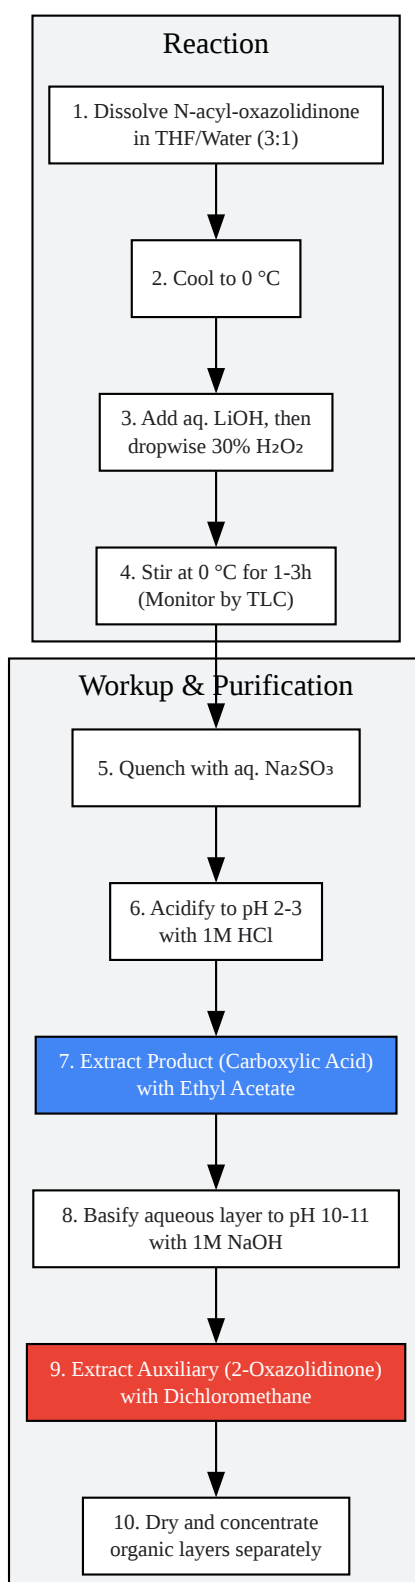 Reaction
1. Dissolve N-acyl-oxazolidinone
in THF/Water (3:1)
2. Cool to 0 °C
3. Add aq. LiOH, then
dropwise 30% H₂O₂
4. Stir at 0 °C for 1-3h
(Monitor by TLC)
Workup & Purification
5. Quench with aq. Na₂SO₃
6. Acidify to pH 2-3
with 1M HCl
7. Extract Product (Carboxylic Acid)
with Ethyl Acetate
8. Basify aqueous layer to pH 10-11
with 1M NaOH
9. Extract Auxiliary (2-Oxazolidinone)
with Dichloromethane
10. Dry and concentrate
organic layers separately